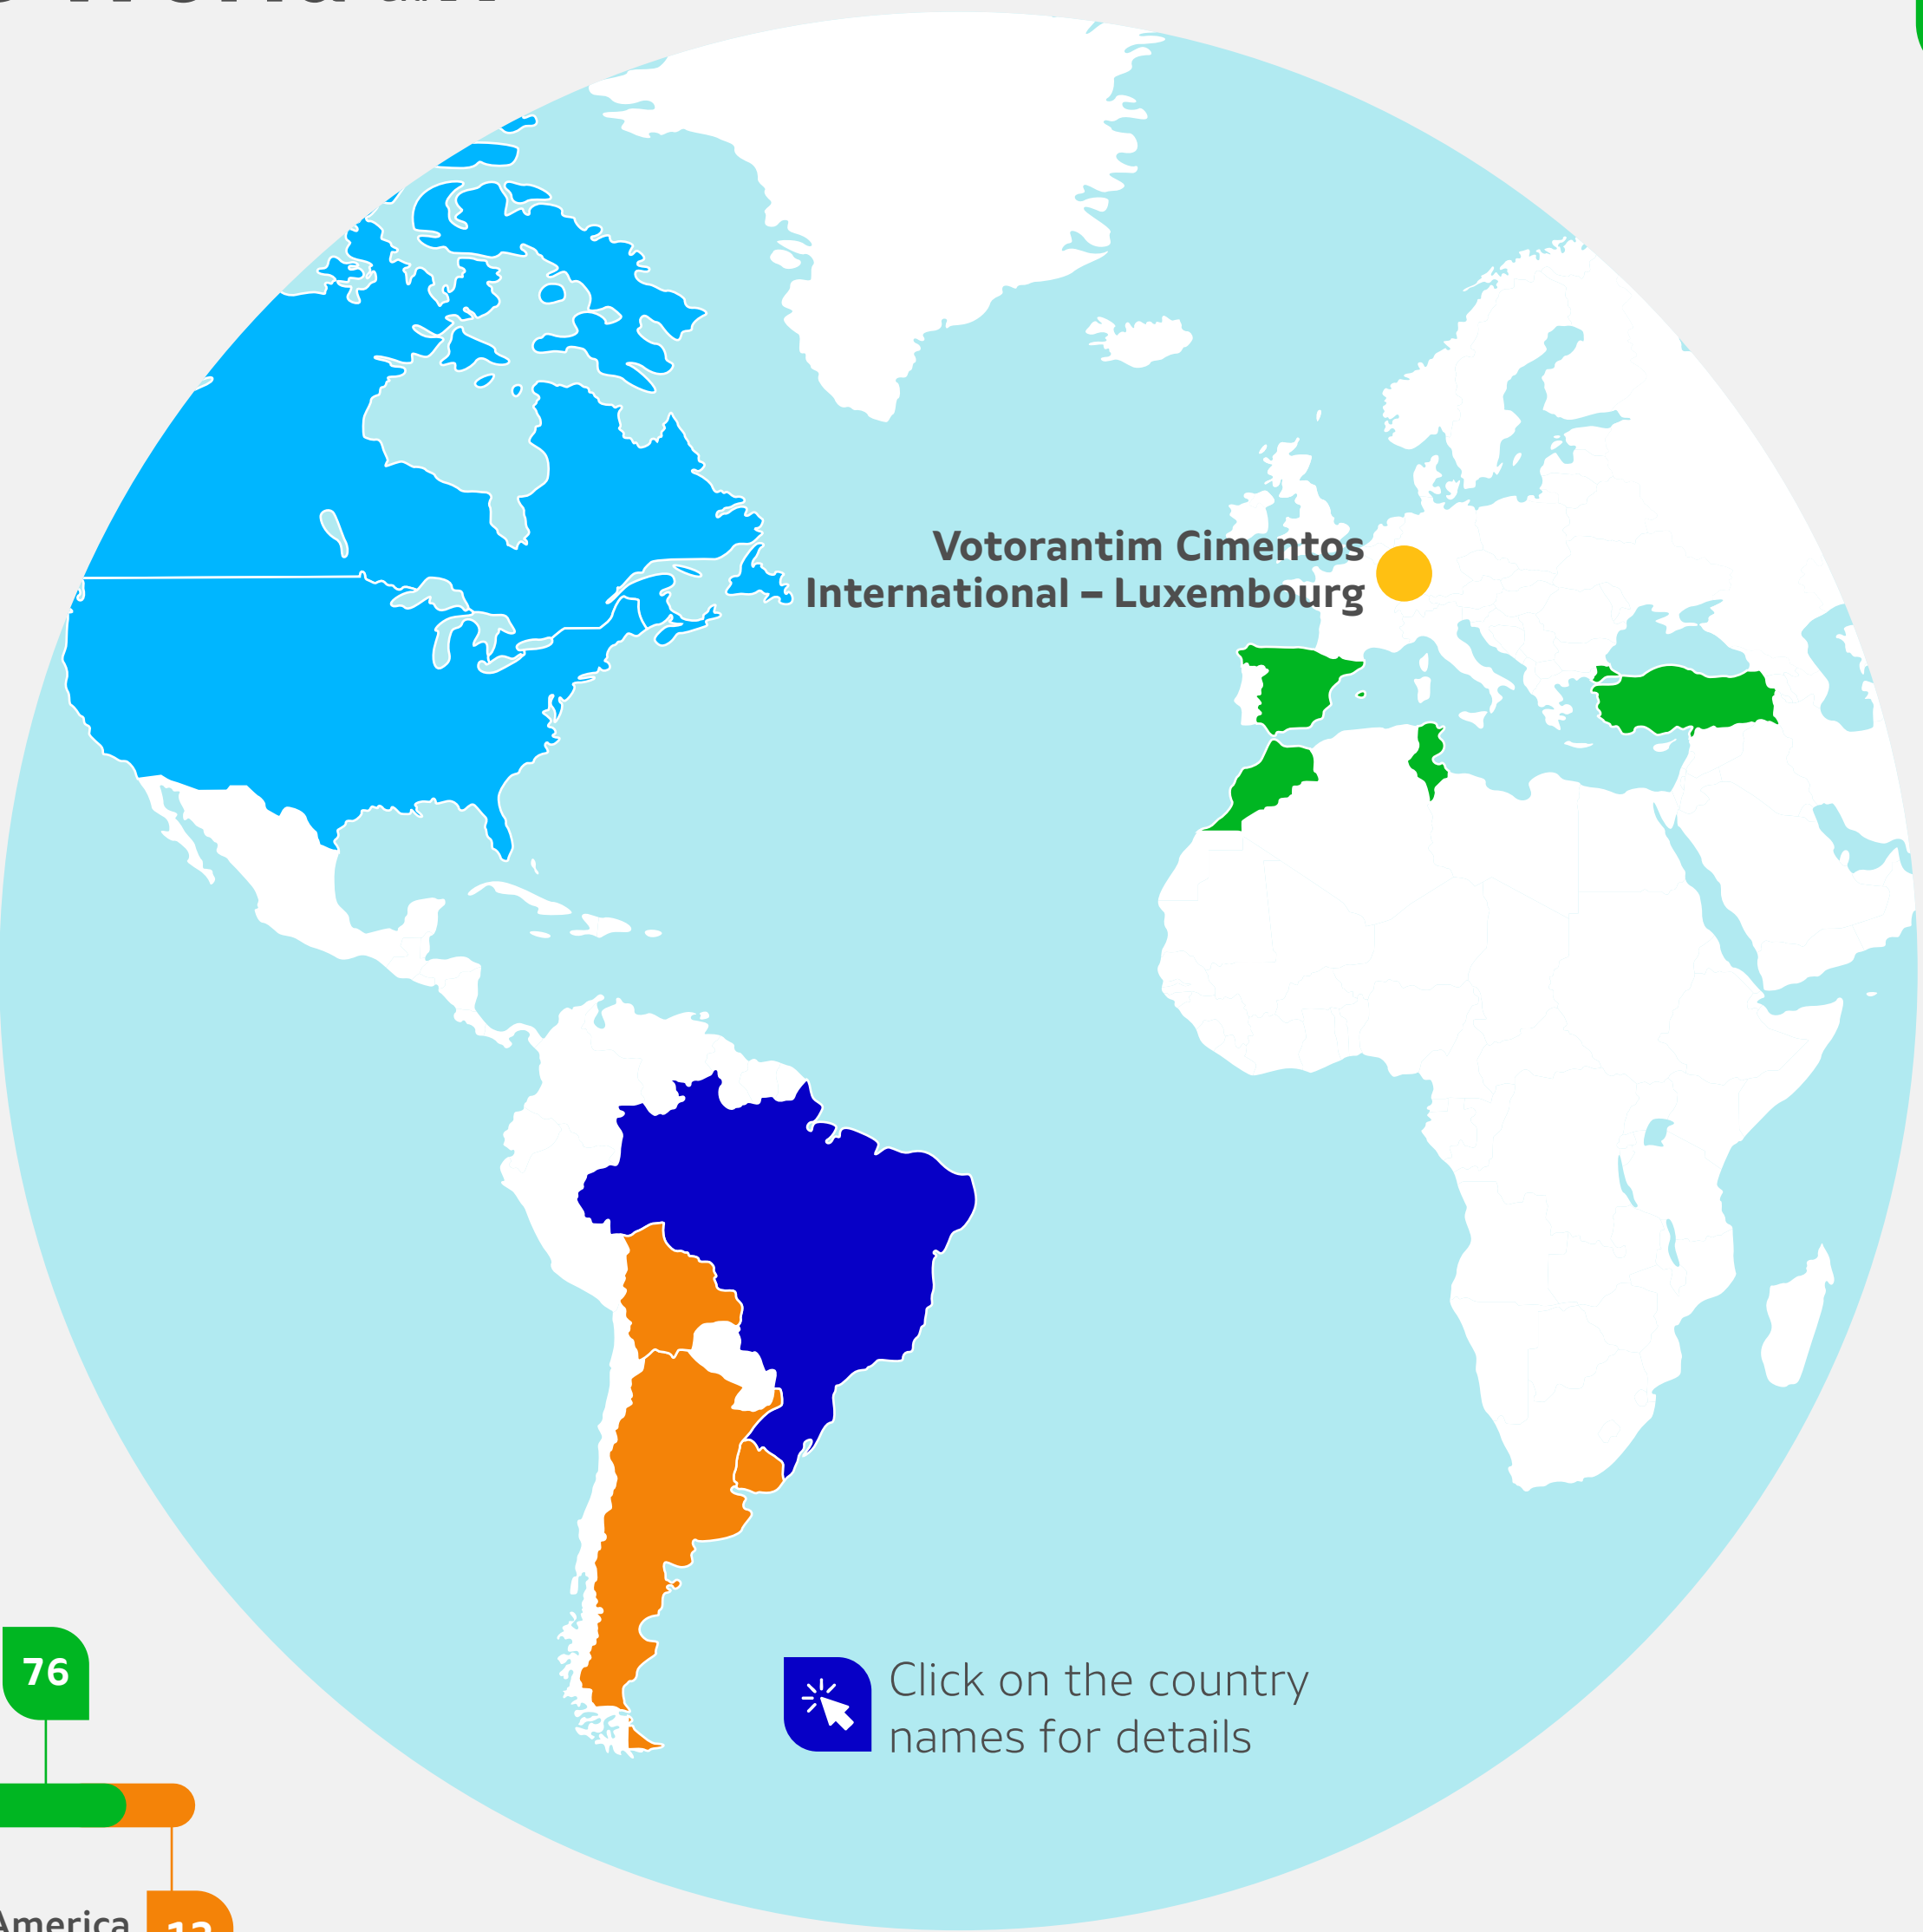 Votorantim Cimentos
International – Luxembourg
76
Click on the country
names for details
America